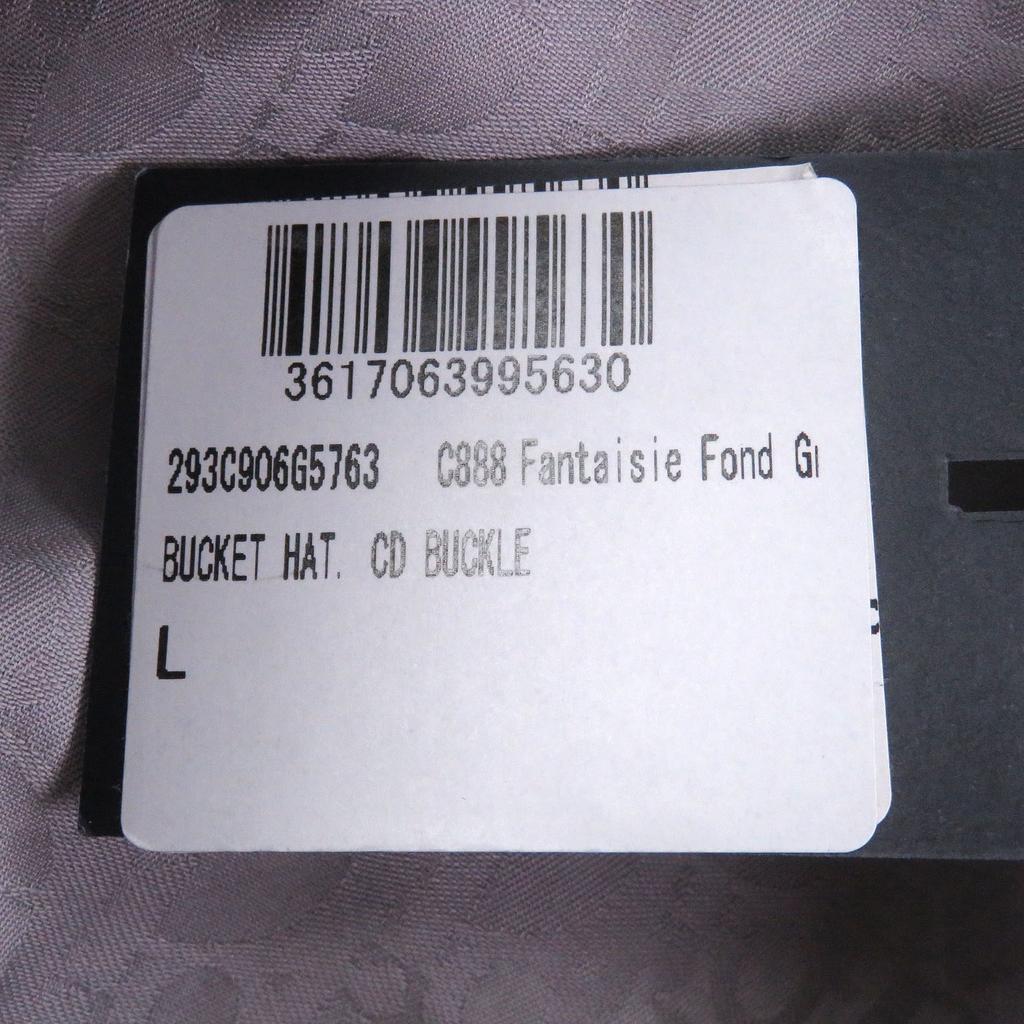 3617063995630
293C906G5763 C888 Fantaisie Fond
BUCKET HAT. CD BUCKLE
L